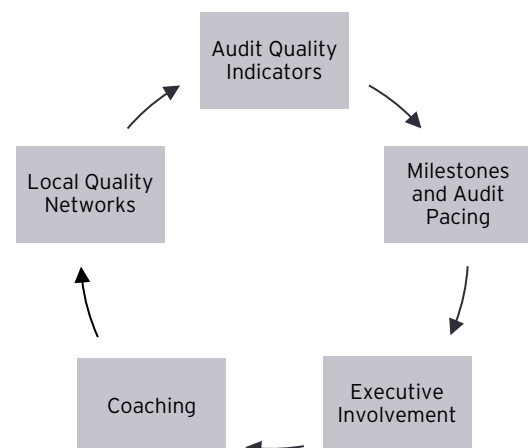 Audit Quality
Indicators
Milestones
and Audit
Pacing
Executive
Involvement
Coaching
Local Quality
Networks